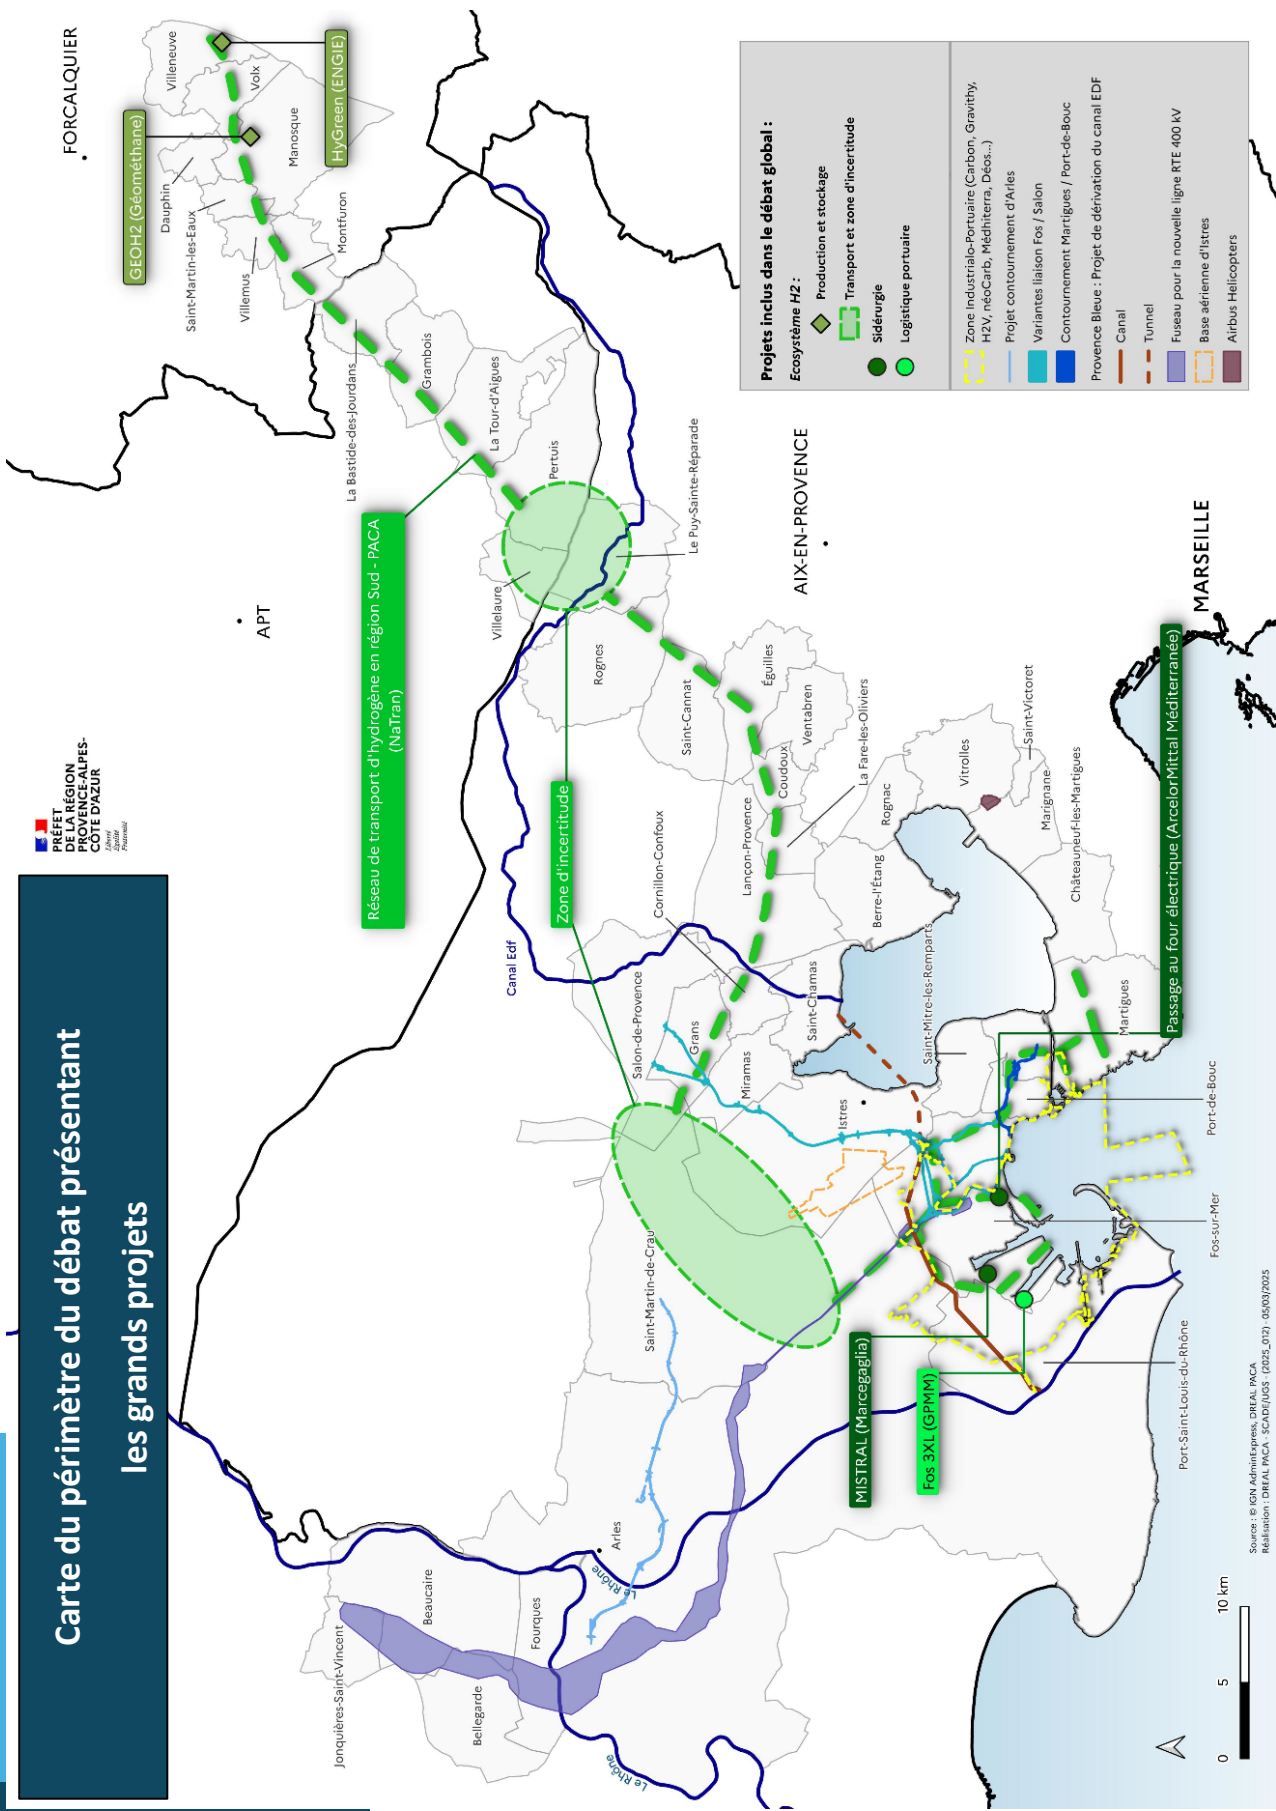 Carte du périmètre du débat présentant
les grands projets
PRÉFET
DE LA RÉGION
PROVENCE-ALPES-
CÔTE D'AZUR
Liberté
Égalité
Fraternité
FORCALQUIER
APT
AIX-EN-PROVENCE
MARSEILLE
GEOH2 (Géométhane)
HyGreen (ENGIE)
Réseau de transport d'hydrogène en région Sud - PACA
(NaTran)
Zone d'incertitude
Passage au four électrique (ArcelorMittal Méditerranée)
MISTRAL (Marcegaglia)
Fos 3XL (GPMM)
Villeneuve
Volx
Manosque
Dauphin
Saint-Martin-les-Eaux
Villemus
Montfuron
La Bastide-des-Jourdans
Grambois
La Tour-d'Aigues
Pertuis
Villelaure
Le Puy-Sainte-Réparade
Rognes
Saint-Cannat
Éguilles
Ventabren
Coudoux
La Fare-les-Oliviers
Lançon-Provence
Cornillon-Confoux
Rognac
Berre-l'Étang
Vitrolles
Saint-Victoret
Marignane
Châteauneuf-les-Martigues
Canal Edf
Salon-de-Provence
Grans
Miramas
Saint-Chamas
Saint-Mitre-les-Remparts
Istres
Martigues
Port-de-Bouc
Fos-sur-Mer
Port-Saint-Louis-du-Rhône
Saint-Martin-de-Crau
Arles
Le Rhône
Le Rhône
Fourques
Beaucaire
Bellegarde
Jonquières-Saint-Vincent
Projets inclus dans le débat global :
Ecosystème H2 :
Production et stockage
Transport et zone d'incertitude
Sidérurgie
Logistique portuaire
Zone Industrialo-Portuaire (Carbon, Gravithy,
H2V, néoCarb, Médhiterra, Déos...)
Projet contournement d'Arles
Variantes liaison Fos / Salon
Contournement Martigues / Port-de-Bouc
Provence Bleue : Projet de dérivation du canal EDF
Canal
Tunnel
Fuseau pour la nouvelle ligne RTE 400 kV
Base aérienne d'Istres
Airbus Helicopters
0 5 10 km
Source : © IGN AdminExpress, DREAL PACA
Réalisation : DREAL PACA - SCADE/UGS - (2025_012) - 05/03/2025